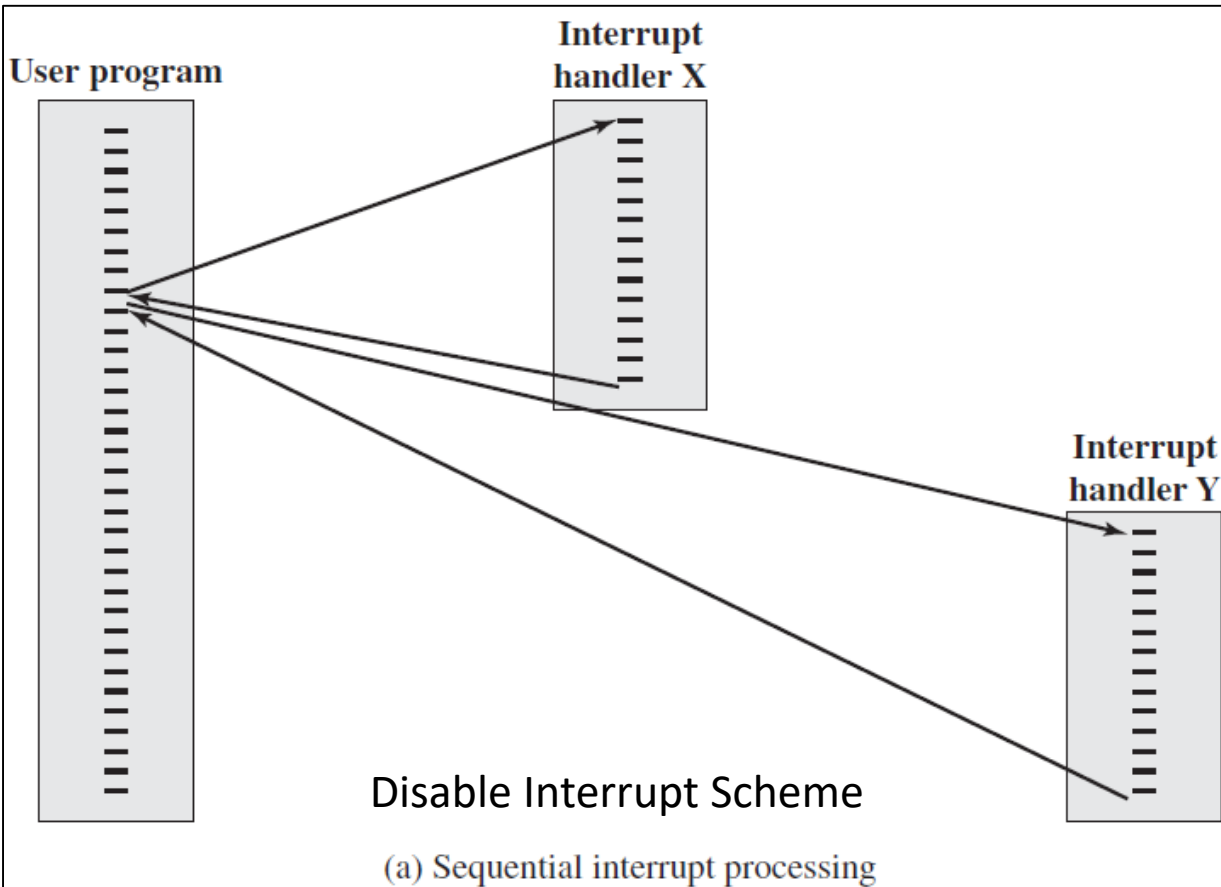 User program
Interrupt
handler X
Interrupt
handler Y
Disable Interrupt Scheme
(a) Sequential interrupt processing